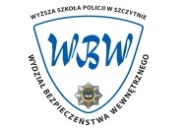 WYŻSZA SZKOŁA POLICJI W SZCZYTNIE
WBW
WYDZIAŁ BEZPIECZEŃSTWA WEWNĘTRZNEGO